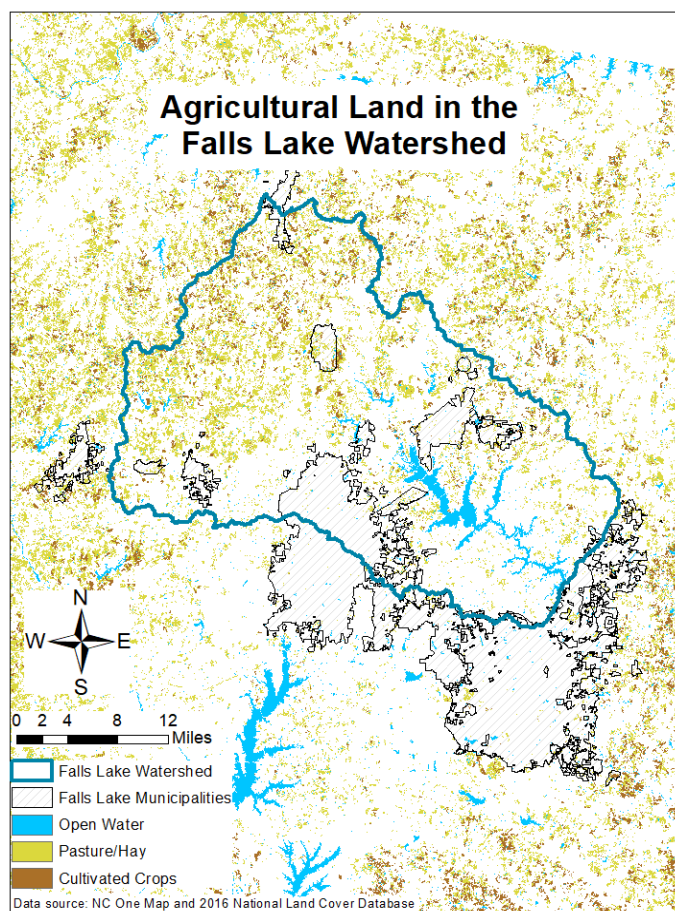 Agricultural Land in the
Falls Lake Watershed
N
W E
S
0 2 4 8 12
Miles
Falls Lake Watershed
Falls Lake Municipalities
Open Water
Pasture/Hay
Cultivated Crops
Data source: NC One Map and 2016 National Land Cover Database